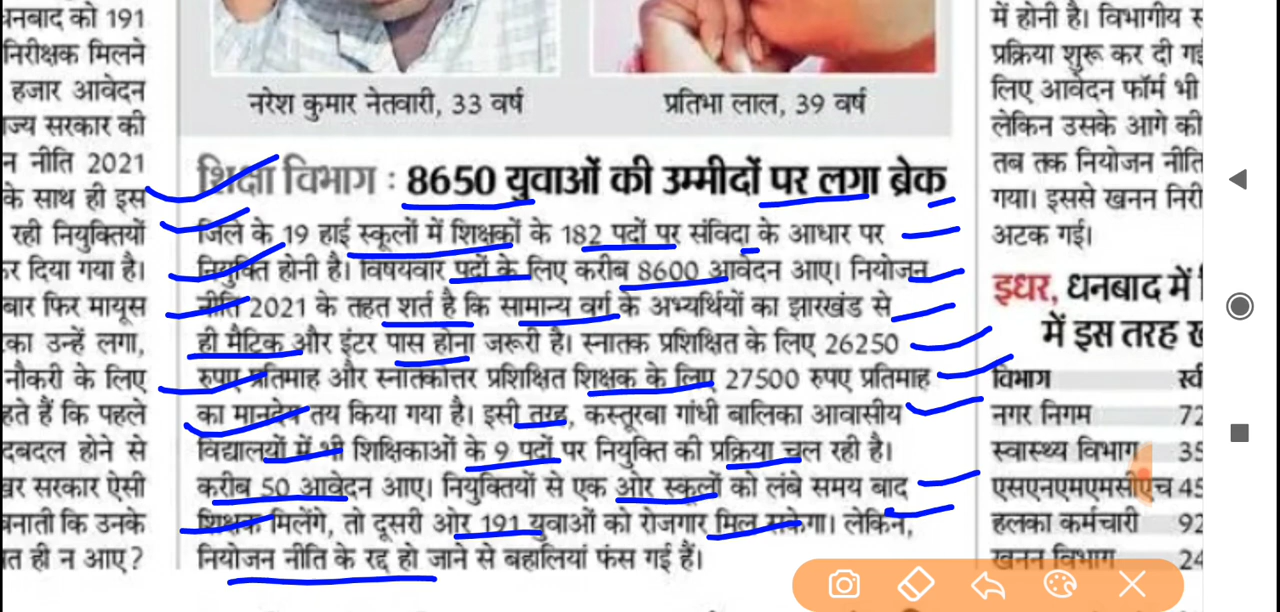 धनबाद को 191
निरीक्षक मिलने
हजार आवेदन
राज्य सरकार की
न नीति 2021
के साथ ही इस
रही नियुक्तियों
कर दिया गया है।
बार फिर मायूस
का उन्हें लगा,
नौकरी के लिए
हते हैं कि पहले
दबदल होने से
सरकार ऐसी
बनाती कि उनके
त ही न आए?
नरेश कुमार नेतवारी, 33 वर्ष
प्रतिभा लाल, 39 वर्ष
शिक्षा विभाग : 8650 युवाओं की उम्मीदों पर लगा ब्रेक
जिले के 19 हाई स्कूलों में शिक्षकों के 182 पदों पर संविदा के आधार पर
नियुक्ति होनी है। विषयवार पदों के लिए करीब 8600 आवेदन आए। नियोजन
नीति 2021 के तहत शर्त है कि सामान्य वर्ग के अभ्यर्थियों का झारखंड से
ही मैटिक और इंटर पास होना जरूरी है। स्नातक प्रशिक्षित के लिए 26250
रुपए प्रतिमाह और स्नातकोत्तर प्रशिक्षित शिक्षक के लिए 27500 रुपए प्रतिमाह
का मानदेय तय किया गया है। इसी तरह, कस्तूरबा गांधी बालिका आवासीय
विद्यालयों में भी शिक्षिकाओं के 9 पदों पर नियुक्ति की प्रक्रिया चल रही है।
करीब 50 आवेदन आए। नियुक्तियों से एक ओर स्कूलों को लंबे समय बाद
शिक्षक मिलेंगे, तो दूसरी ओर 191 युवाओं को रोजगार मिल सकेगा। लेकिन,
नियोजन नीति के रद्द हो जाने से बहालियां फंस गई हैं।
में होनी है। विभागीय
प्रक्रिया शुरू कर दी गई
लिए आवेदन फॉर्म भी
लेकिन उसके आगे की
तब तक नियोजन नीति
गया। इससे खनन निरी
अटक गई।
इधर, धनबाद में
में इस तरह
विभाग स्वी
नगर निगम 72
स्वास्थ्य विभाग 35
एसएनएमएमसीएच 45
हलका कर्मचारी 92
खनन विभाग 24